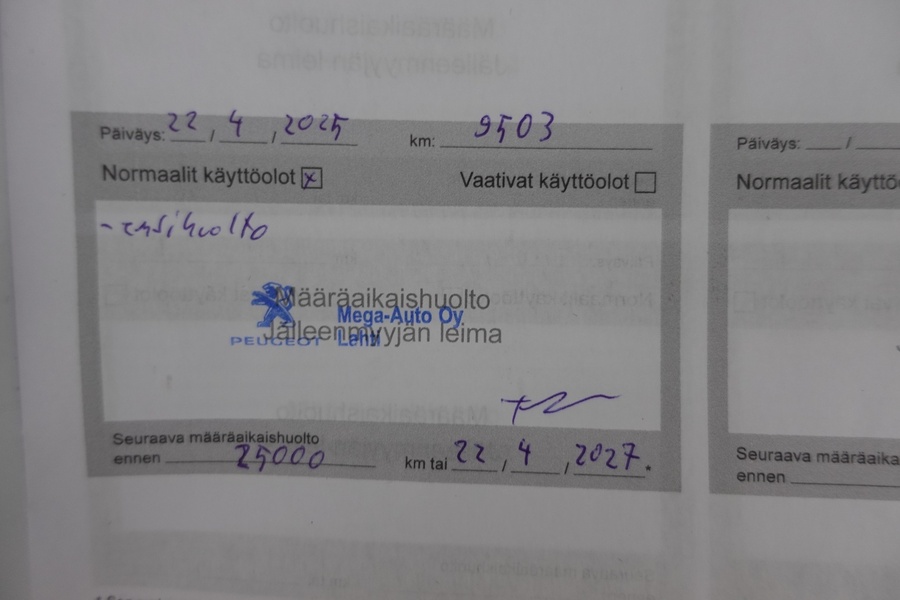 Päiväys: 22 / 4 , 2025 km: 9503
Normaalit käyttöolot x Vaativat käyttöolot
- ensihuolto
Määräaikaishuolto
Mega-Auto Oy
Jälleenmyyjän leima
PEUGEOT Lahti
Seuraava määräaikaishuolto
ennen 25000 km tai 22 / 4 , 2027.
Päiväys: /
Normaalit käyttö
Seuraava määräaika
ennen